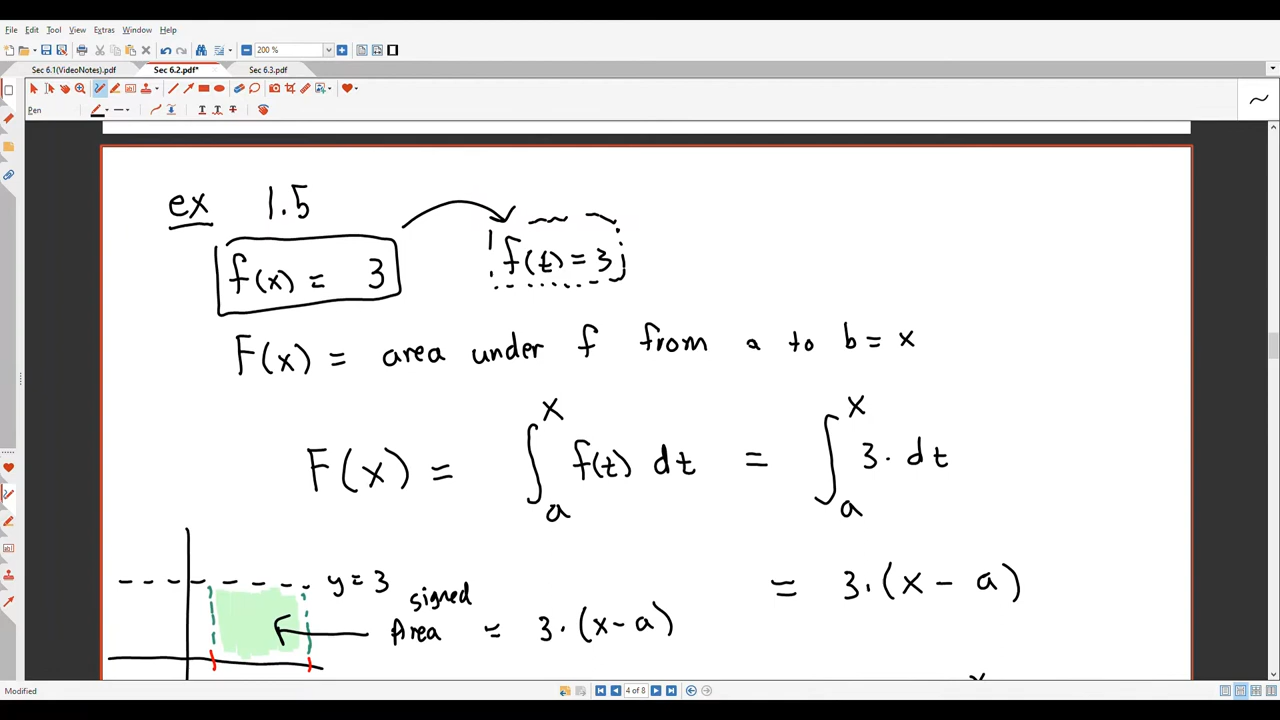 File Edit Tool View Extras Window Help
200 %
Sec 6.1(VideoNotes).pdf Sec 6.2.pdf* Sec 6.3.pdf
Pen
ex 1.5
f(x) = 3 f(t) = 3
F(x) = area under f from a to b = x
F(x) = ∫ₐˣ f(t) dt = ∫ₐˣ 3· dt
y = 3
signed
Area = 3·(x-a)
= 3·(x - a)
x
Modified 4 of 8